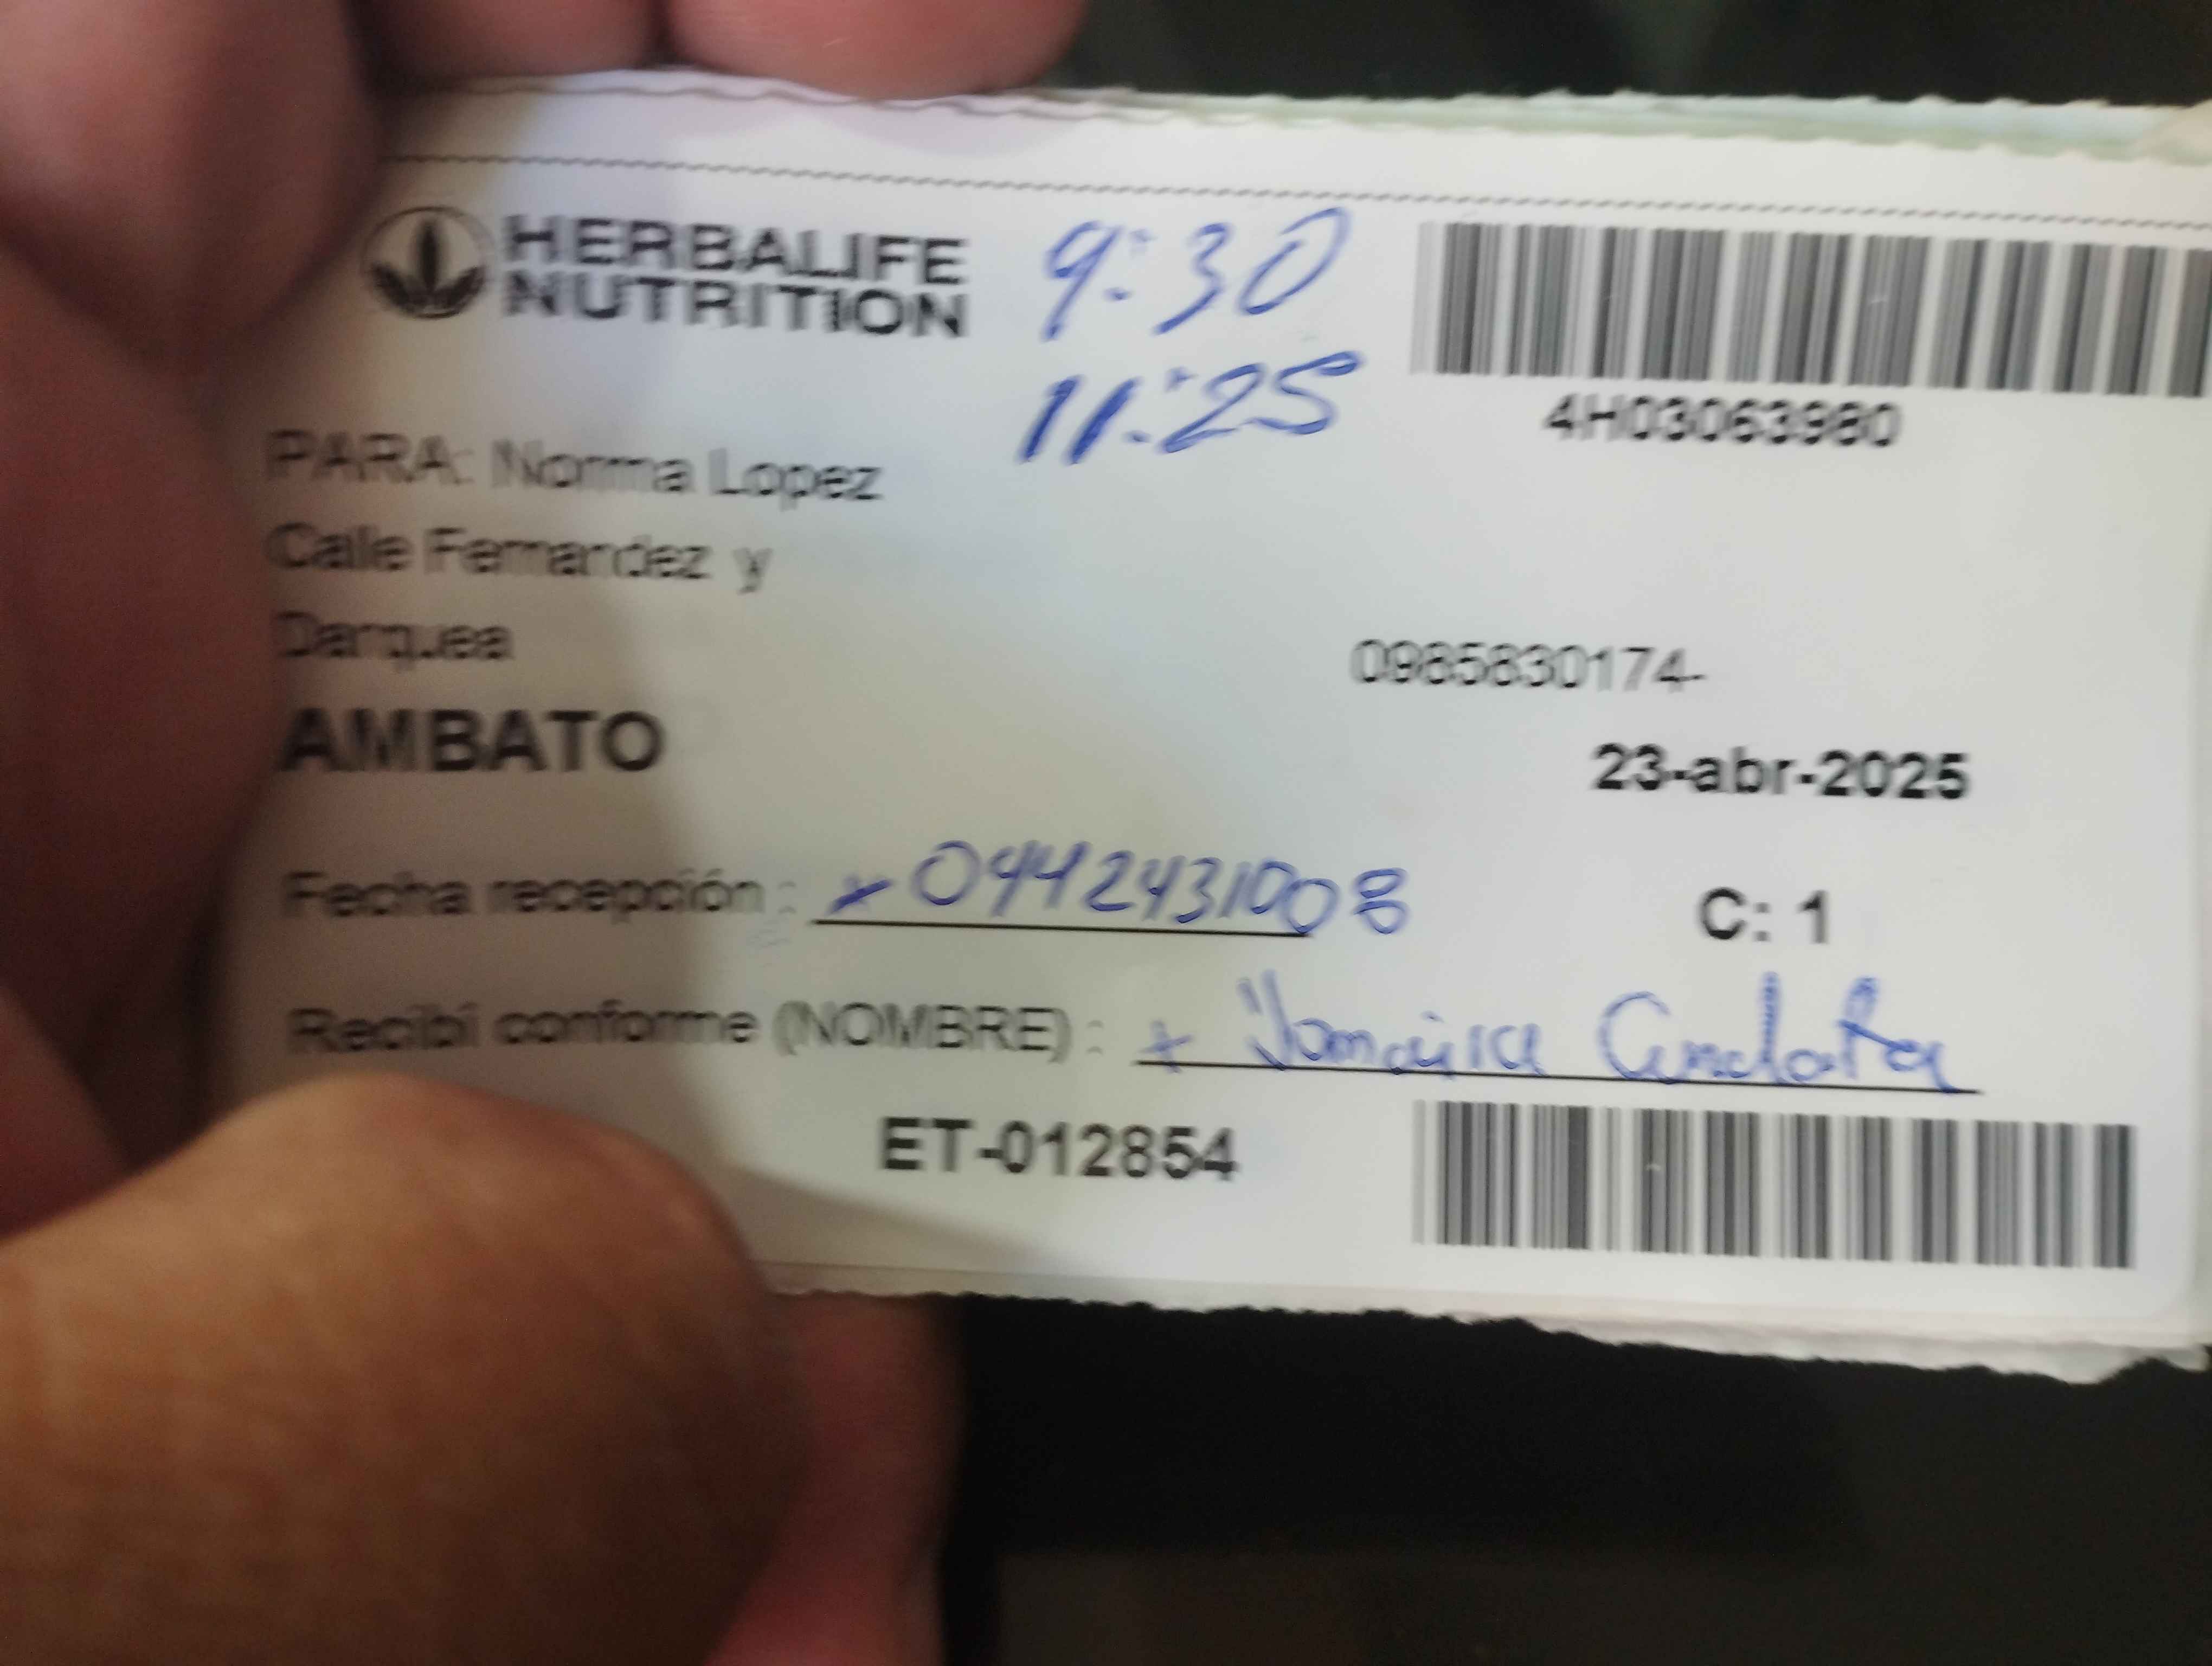 HERBALIFE
NUTRITION
9:30
11:25
4H03063980
PARA: Norma Lopez
Calle Fernandez y
Darquea
0985830174-
AMBATO
23-abr-2025
Fecha recepción : x 0942431008
C: 1
Recibí conforme (NOMBRE) : x
ET-012854